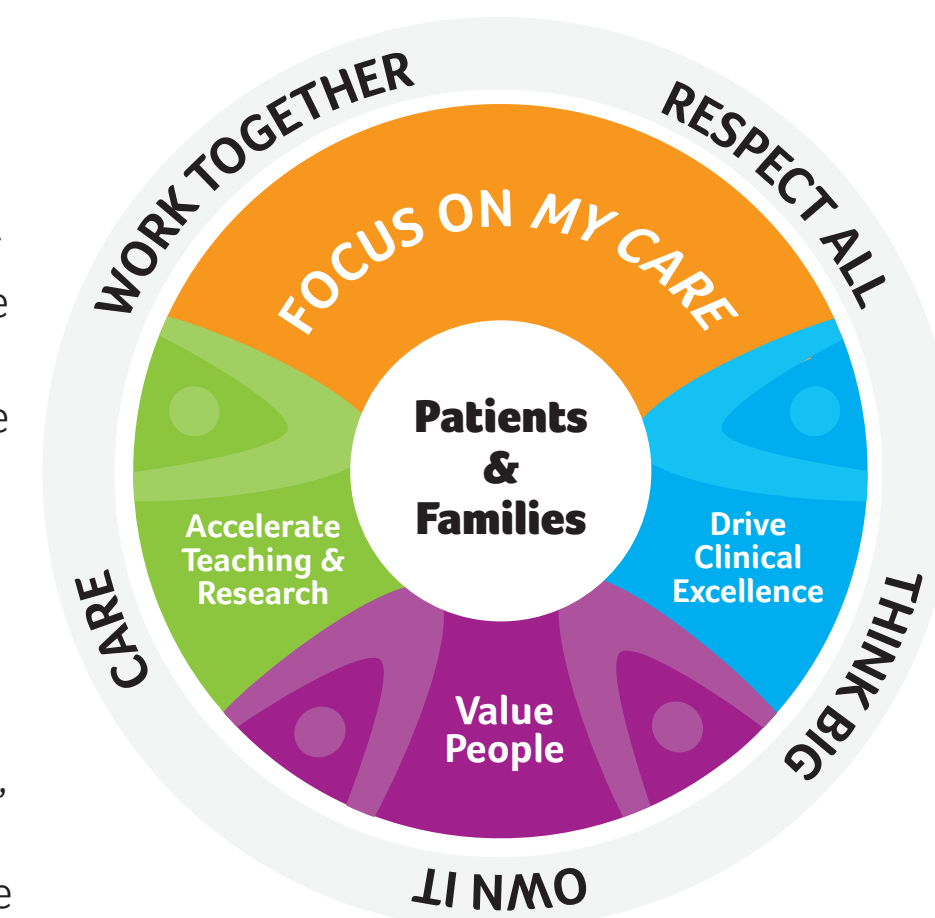 WORK TOGETHER
RESPECT ALL
THINK BIG
OWN IT
CARE
FOCUS ON MY CARE
Patients
&
Families
Accelerate
Teaching &
Research
Drive
Clinical
Excellence
Value
People